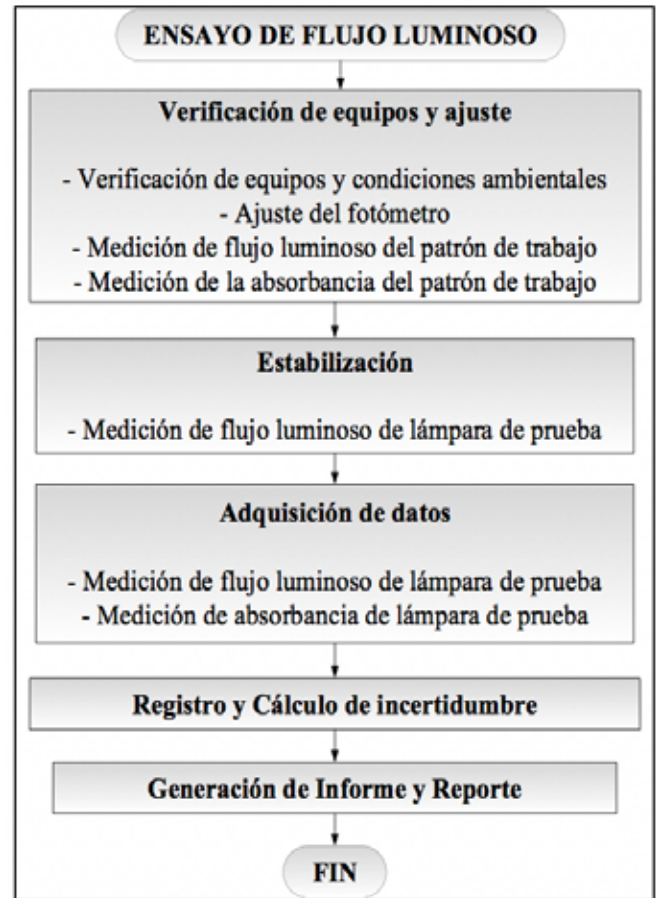 ENSAYO DE FLUJO LUMINOSO
Verificación de equipos y ajuste
- Verificación de equipos y condiciones ambientales
- Ajuste del fotómetro
- Medición de flujo luminoso del patrón de trabajo
- Medición de la absorbancia del patrón de trabajo
Estabilización
- Medición de flujo luminoso de lámpara de prueba
Adquisición de datos
- Medición de flujo luminoso de lámpara de prueba
- Medición de absorbancia de lámpara de prueba
Registro y Cálculo de incertidumbre
Generación de Informe y Reporte
FIN